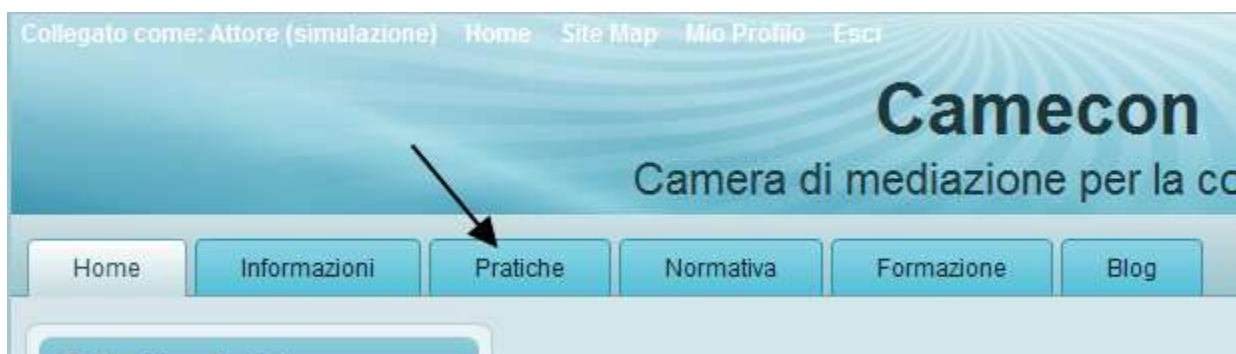 Collegato come: Attore (simulazione) Home Site Map Mio Profilo Esci
Camecon
Camera di mediazione per la co
Home Informazioni Pratiche Normativa Formazione Blog